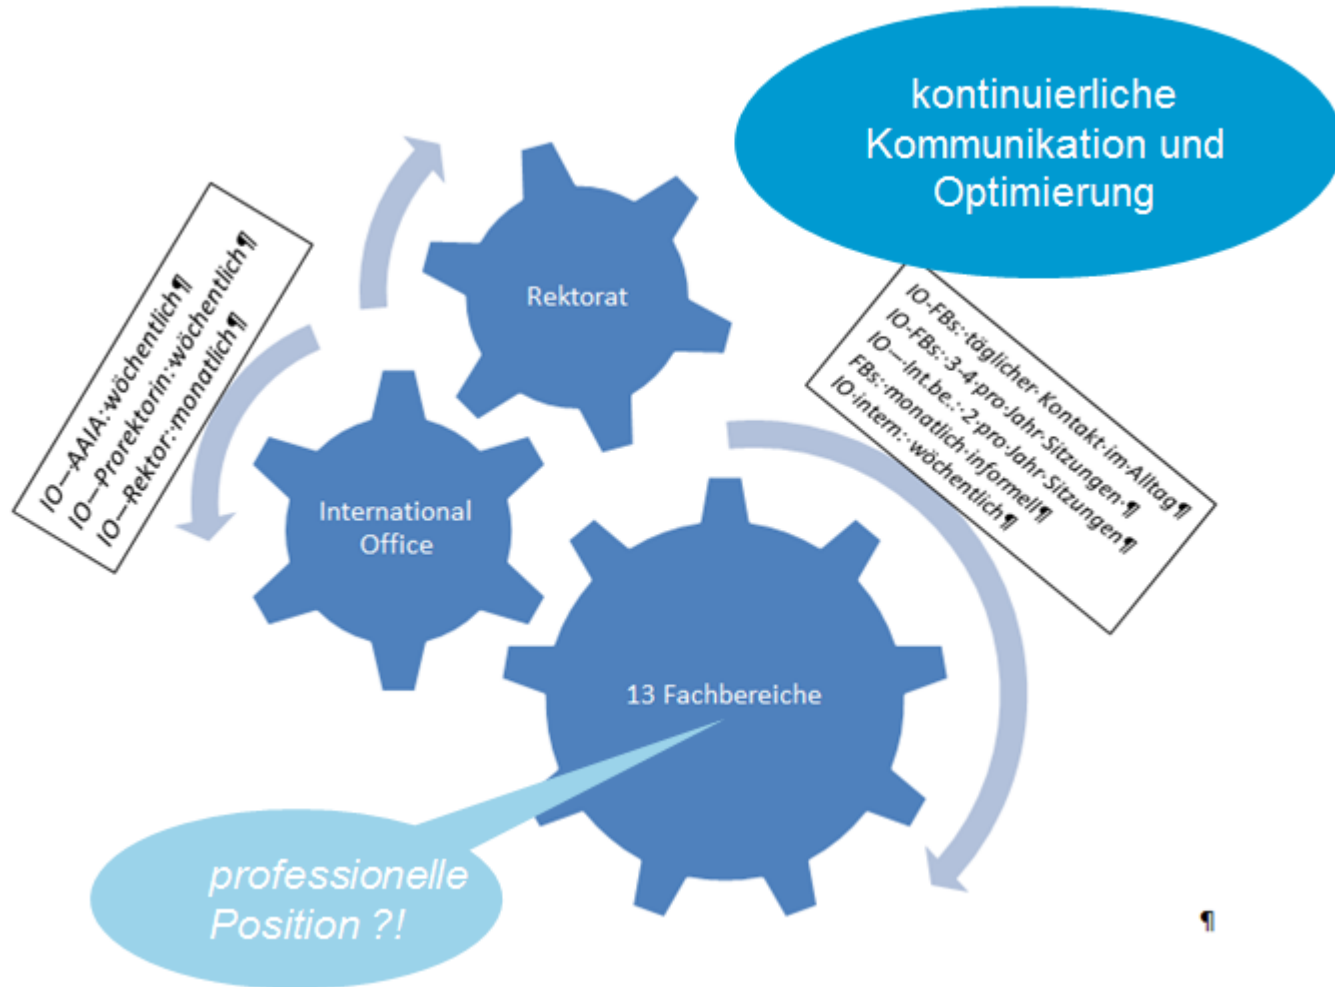 kontinuierliche
Kommunikation und
Optimierung
Rektorat
IO–·AAIA:·wöchentlich¶
IO–·Prorektorin:·wöchentlich¶
IO–·Rektor:·monatlich¶
IO-FBs:·täglicher·Kontakt·im·Alltag¶
IO-FBs:·3-4·pro·Jahr·Sitzungen·¶
IO–·Int.be.:·2·pro·Jahr·Sitzungen¶
FBs:·monatlich·informell¶
IO·intern:·wöchentlich¶
International
Office
13 Fachbereiche
professionelle
Position ?!
¶